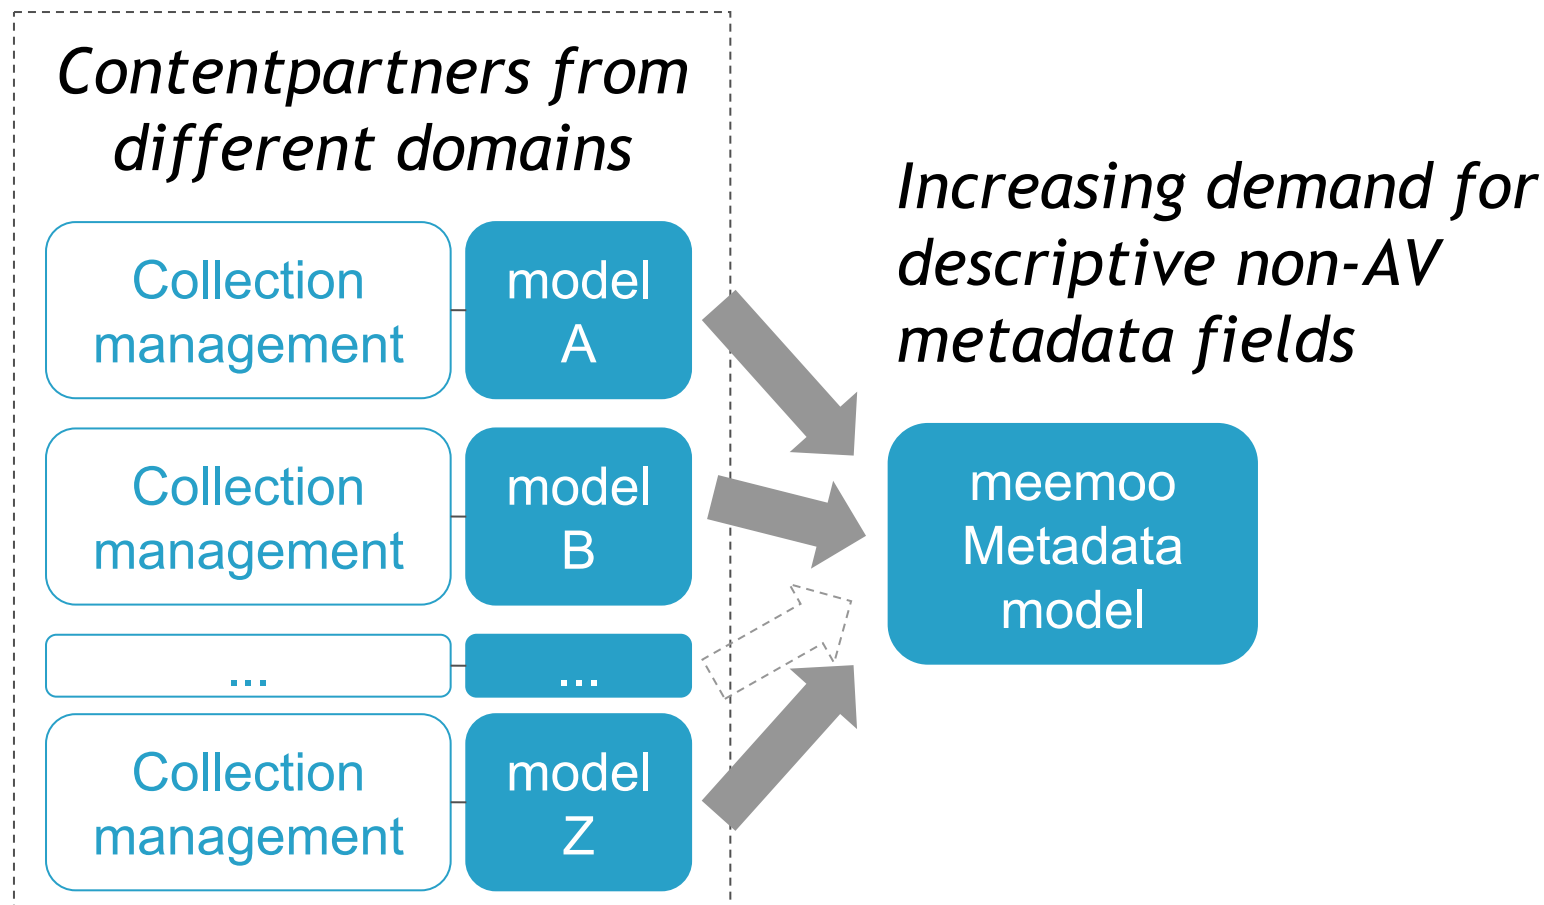 Contentpartners from
different domains
Collection
management
model
A
Collection
management
model
B
...
...
Collection
management
model
Z
Increasing demand for
descriptive non-AV
metadata fields
meemoo
Metadata
model